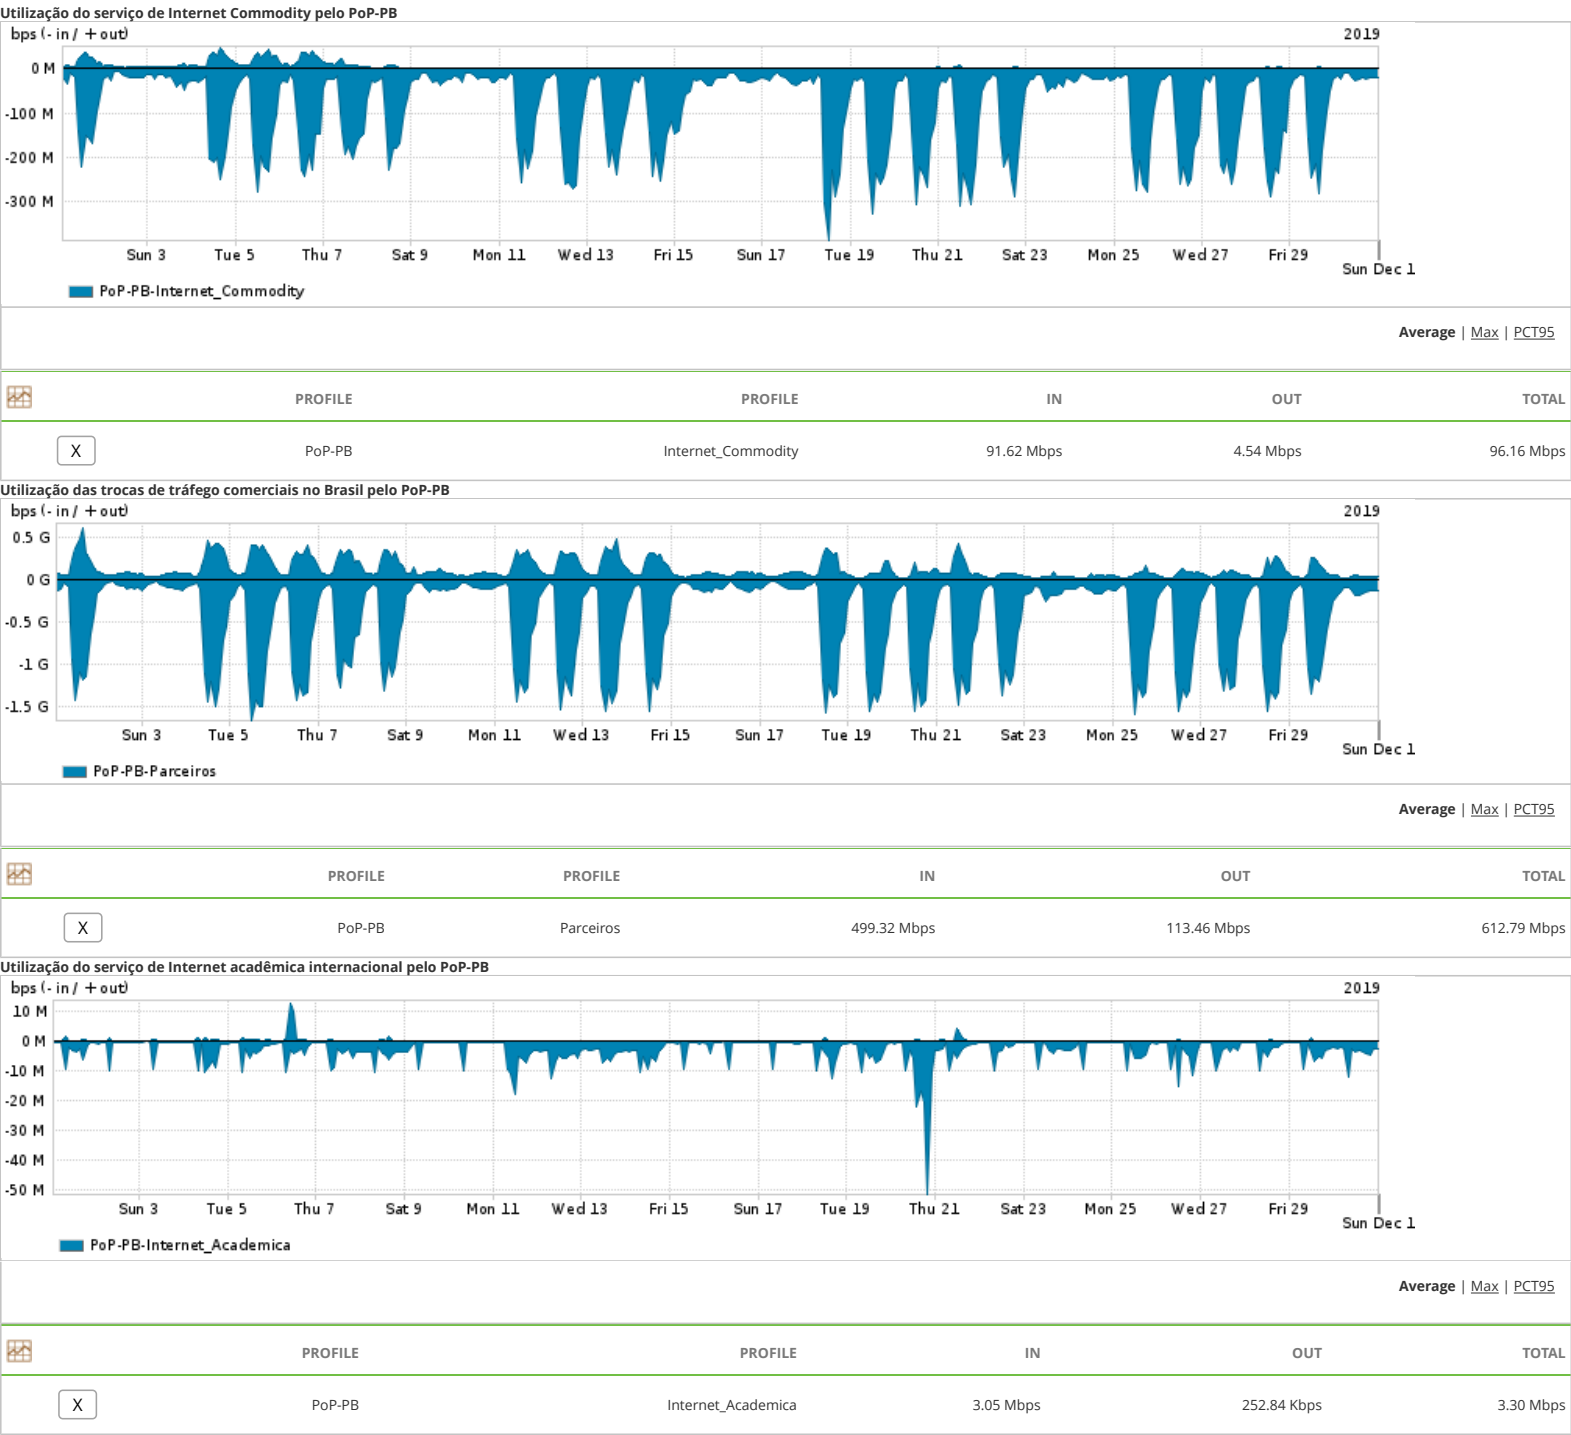 Utilização do serviço de Internet Commodity pelo PoP-PB
bps (- in / + out) 2019
0 M
-100 M
-200 M
-300 M
Sun 3 Tue 5 Thu 7 Sat 9 Mon 11 Wed 13 Fri 15 Sun 17 Tue 19 Thu 21 Sat 23 Mon 25 Wed 27 Fri 29
Sun Dec 1
PoP-PB-Internet_Commodity
Average | Max | PCT95
PROFILE PROFILE IN OUT TOTAL
X PoP-PB Internet_Commodity 91.62 Mbps 4.54 Mbps 96.16 Mbps
Utilização das trocas de tráfego comerciais no Brasil pelo PoP-PB
bps (- in / + out) 2019
0.5 G
0 G
-0.5 G
-1 G
-1.5 G
Sun 3 Tue 5 Thu 7 Sat 9 Mon 11 Wed 13 Fri 15 Sun 17 Tue 19 Thu 21 Sat 23 Mon 25 Wed 27 Fri 29
Sun Dec 1
PoP-PB-Parceiros
Average | Max | PCT95
PROFILE PROFILE IN OUT TOTAL
X PoP-PB Parceiros 499.32 Mbps 113.46 Mbps 612.79 Mbps
Utilização do serviço de Internet acadêmica internacional pelo PoP-PB
bps (- in / + out) 2019
10 M
0 M
-10 M
-20 M
-30 M
-40 M
-50 M
Sun 3 Tue 5 Thu 7 Sat 9 Mon 11 Wed 13 Fri 15 Sun 17 Tue 19 Thu 21 Sat 23 Mon 25 Wed 27 Fri 29
Sun Dec 1
PoP-PB-Internet_Academica
Average | Max | PCT95
PROFILE PROFILE IN OUT TOTAL
X PoP-PB Internet_Academica 3.05 Mbps 252.84 Kbps 3.30 Mbps